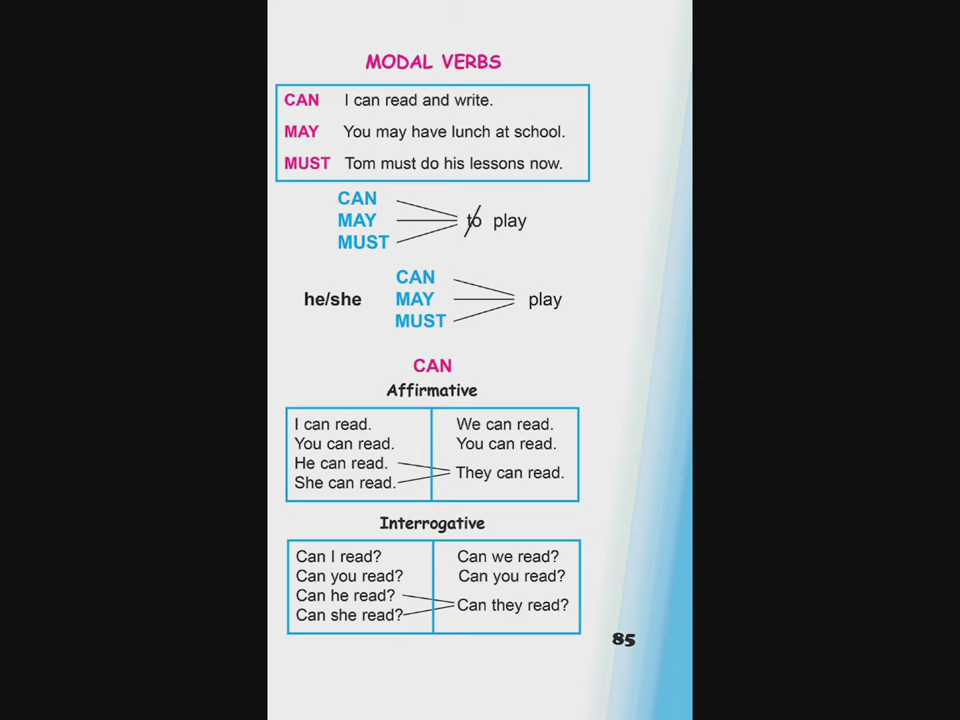 MODAL VERBS
CAN I can read and write.
MAY You may have lunch at school.
MUST Tom must do his lessons now.
CAN
MAY to play
MUST
CAN
he/she MAY play
MUST
CAN
Affirmative
I can read. We can read.
You can read. You can read.
He can read.
They can read.
She can read.
Interrogative
Can I read? Can we read?
Can you read? Can you read?
Can he read?
Can they read?
Can she read?
85